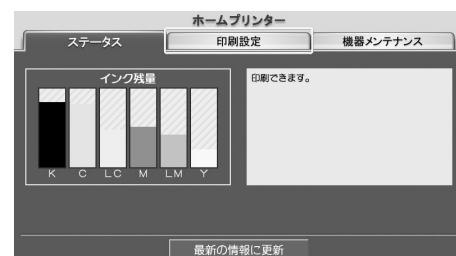 ホームプリンター
ステータス 印刷設定 機器メンテナンス
インク残量
印刷できます。
K C LC M LM Y
最新の情報に更新